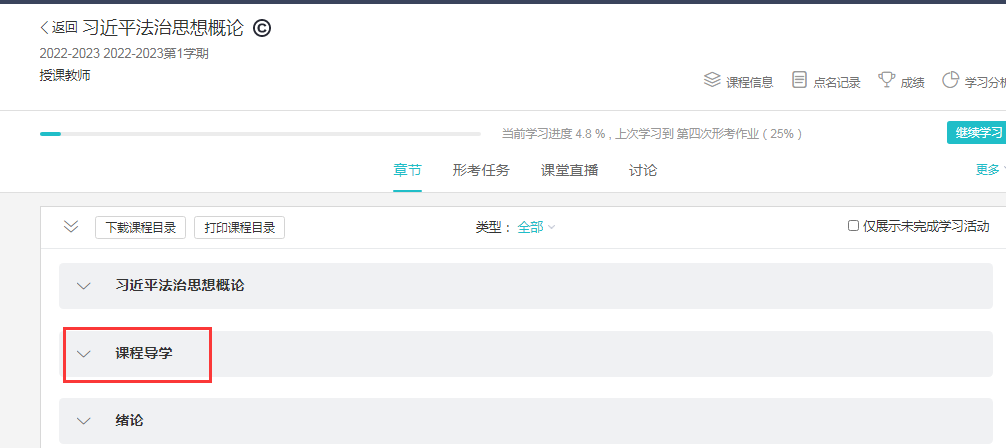 返回 习近平法治思想概论 ©
2022-2023 2022-2023第1学期
授课教师
课程信息 点名记录 成绩 学习分析
当前学习进度 4.8 % , 上次学习到 第四次形考作业（25%）
继续学习
章节 形考任务 课堂直播 讨论 更多
下载课程目录 打印课程目录 类型： 全部 仅展示未完成学习活动
习近平法治思想概论
课程导学
绪论